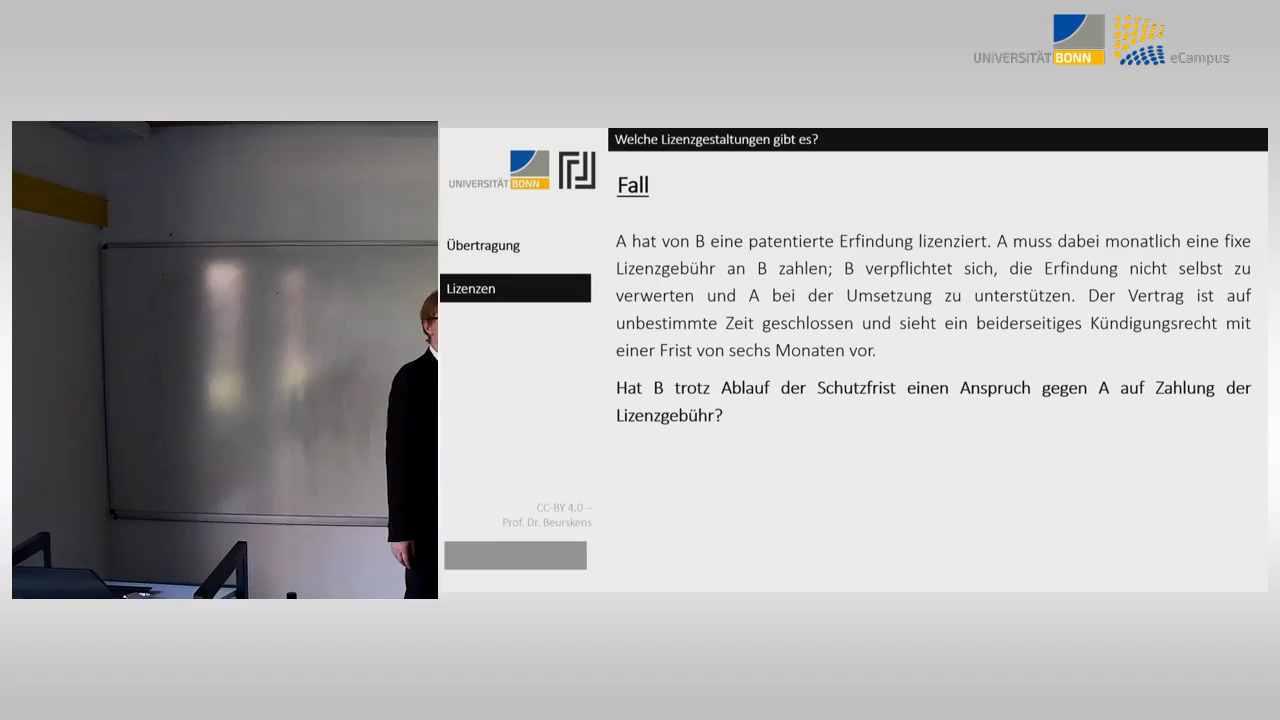 UNIVERSITÄT BONN eCampus
Welche Lizenzgestaltungen gibt es?
UNIVERSITÄT BONN
Fall
Übertragung
Lizenzen
A hat von B eine patentierte Erfindung lizenziert. A muss dabei monatlich eine fixe
Lizenzgebühr an B zahlen; B verpflichtet sich, die Erfindung nicht selbst zu
verwerten und A bei der Umsetzung zu unterstützen. Der Vertrag ist auf
unbestimmte Zeit geschlossen und sieht ein beiderseitiges Kündigungsrecht mit
einer Frist von sechs Monaten vor.
Hat B trotz Ablauf der Schutzfrist einen Anspruch gegen A auf Zahlung der
Lizenzgebühr?
CC-BY 4.0 –
Prof. Dr. Beurskens